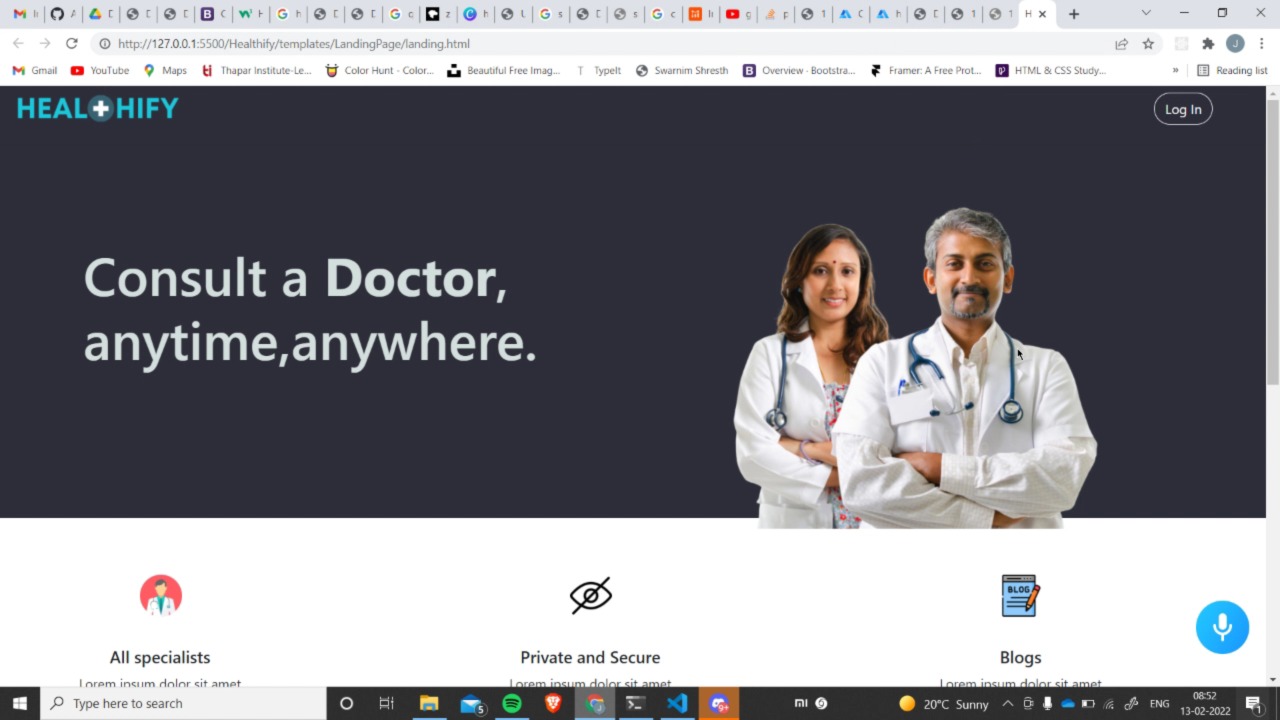 http://127.0.0.1:5500/Healthify/templates/LandingPage/landing.html
Gmail
YouTube
Maps
Thapar Institute-Le...
Color Hunt - Color...
Beautiful Free Imag...
TypeIt
Swarnim Shresth
Overview · Bootstra...
Framer: A Free Prot...
HTML & CSS Study...
»
Reading list
HEALTHIFY
Log In
Consult a Doctor,
anytime,anywhere.
BLOG
All specialists
Private and Secure
Blogs
Lorem ipsum dolor sit amet
Lorem ipsum dolor sit amet
Lorem ipsum dolor sit amet
Type here to search
5
9+
20°C Sunny
ENG
08:52
13-02-2022
1